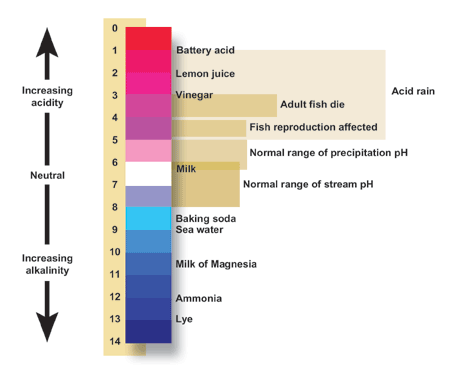 0
1
Battery acid
2
Lemon juice
Increasing
acidity
3
Vinegar
Acid rain
Adult fish die
4
Fish reproduction affected
5
Normal range of precipitation pH
6
Milk
Neutral
7
Normal range of stream pH
8
Baking soda
9
Sea water
10
Increasing
alkalinity
Milk of Magnesia
11
12
Ammonia
13
Lye
14